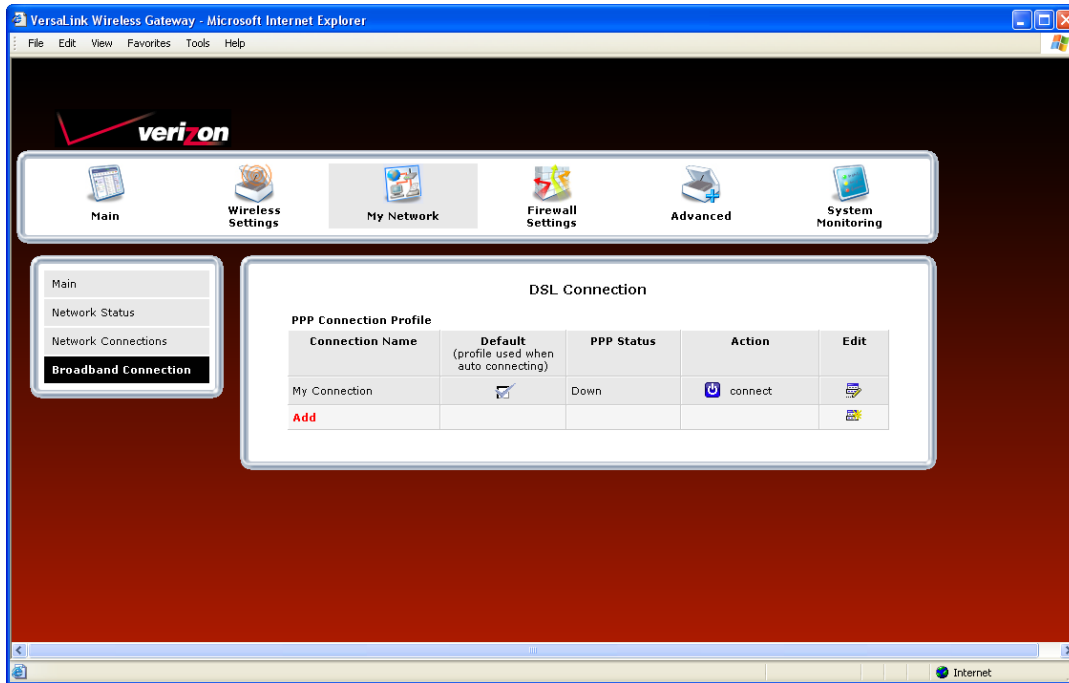 VersaLink Wireless Gateway - Microsoft Internet Explorer
File Edit View Favorites Tools Help
verizon
Main
Wireless Settings
My Network
Firewall Settings
Advanced
System Monitoring
Main
Network Status
Network Connections
Broadband Connection
DSL Connection
PPP Connection Profile
Connection Name
Default
(profile used when
auto connecting)
PPP Status
Action
Edit
My Connection
Down
connect
Add
Internet